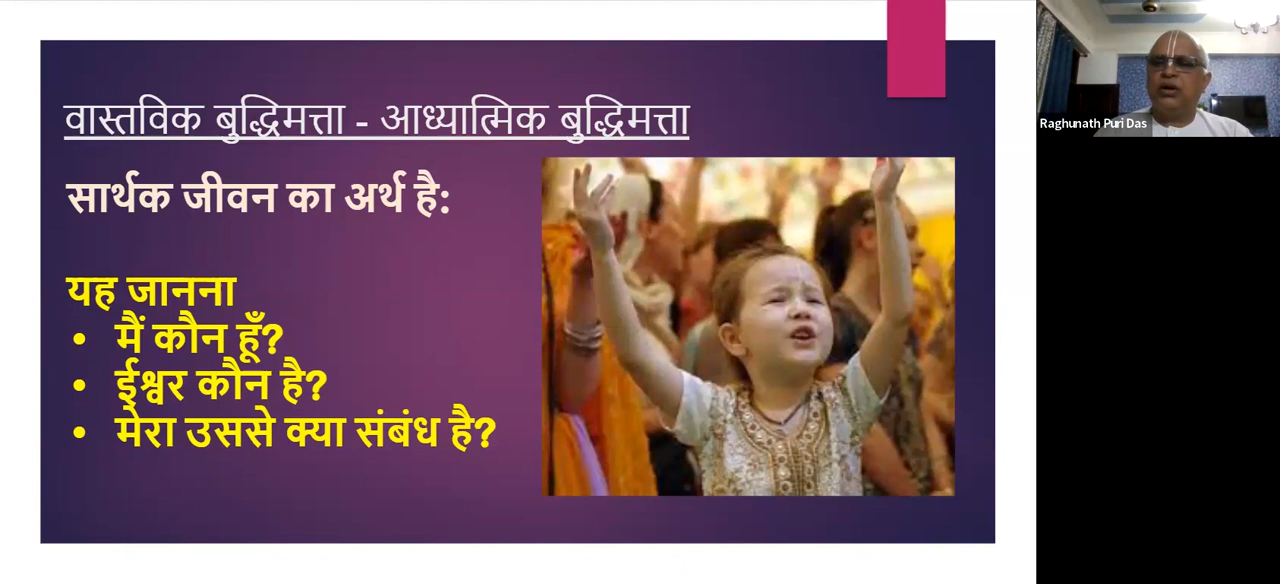 वास्तविक बुद्धिमत्ता - आध्यात्मिक बुद्धिमत्ता
सार्थक जीवन का अर्थ है:
यह जानना
• मैं कौन हूँ?
• ईश्वर कौन है?
• मेरा उससे क्या संबंध है?
Raghunath Puri Das